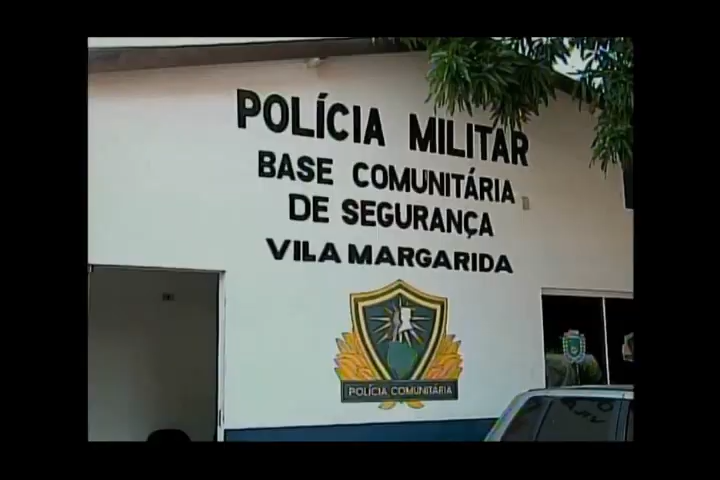 POLÍCIA MILITAR
BASE COMUNITÁRIA
DE SEGURANÇA
VILA MARGARIDA
POLÍCIA COMUNITÁRIA